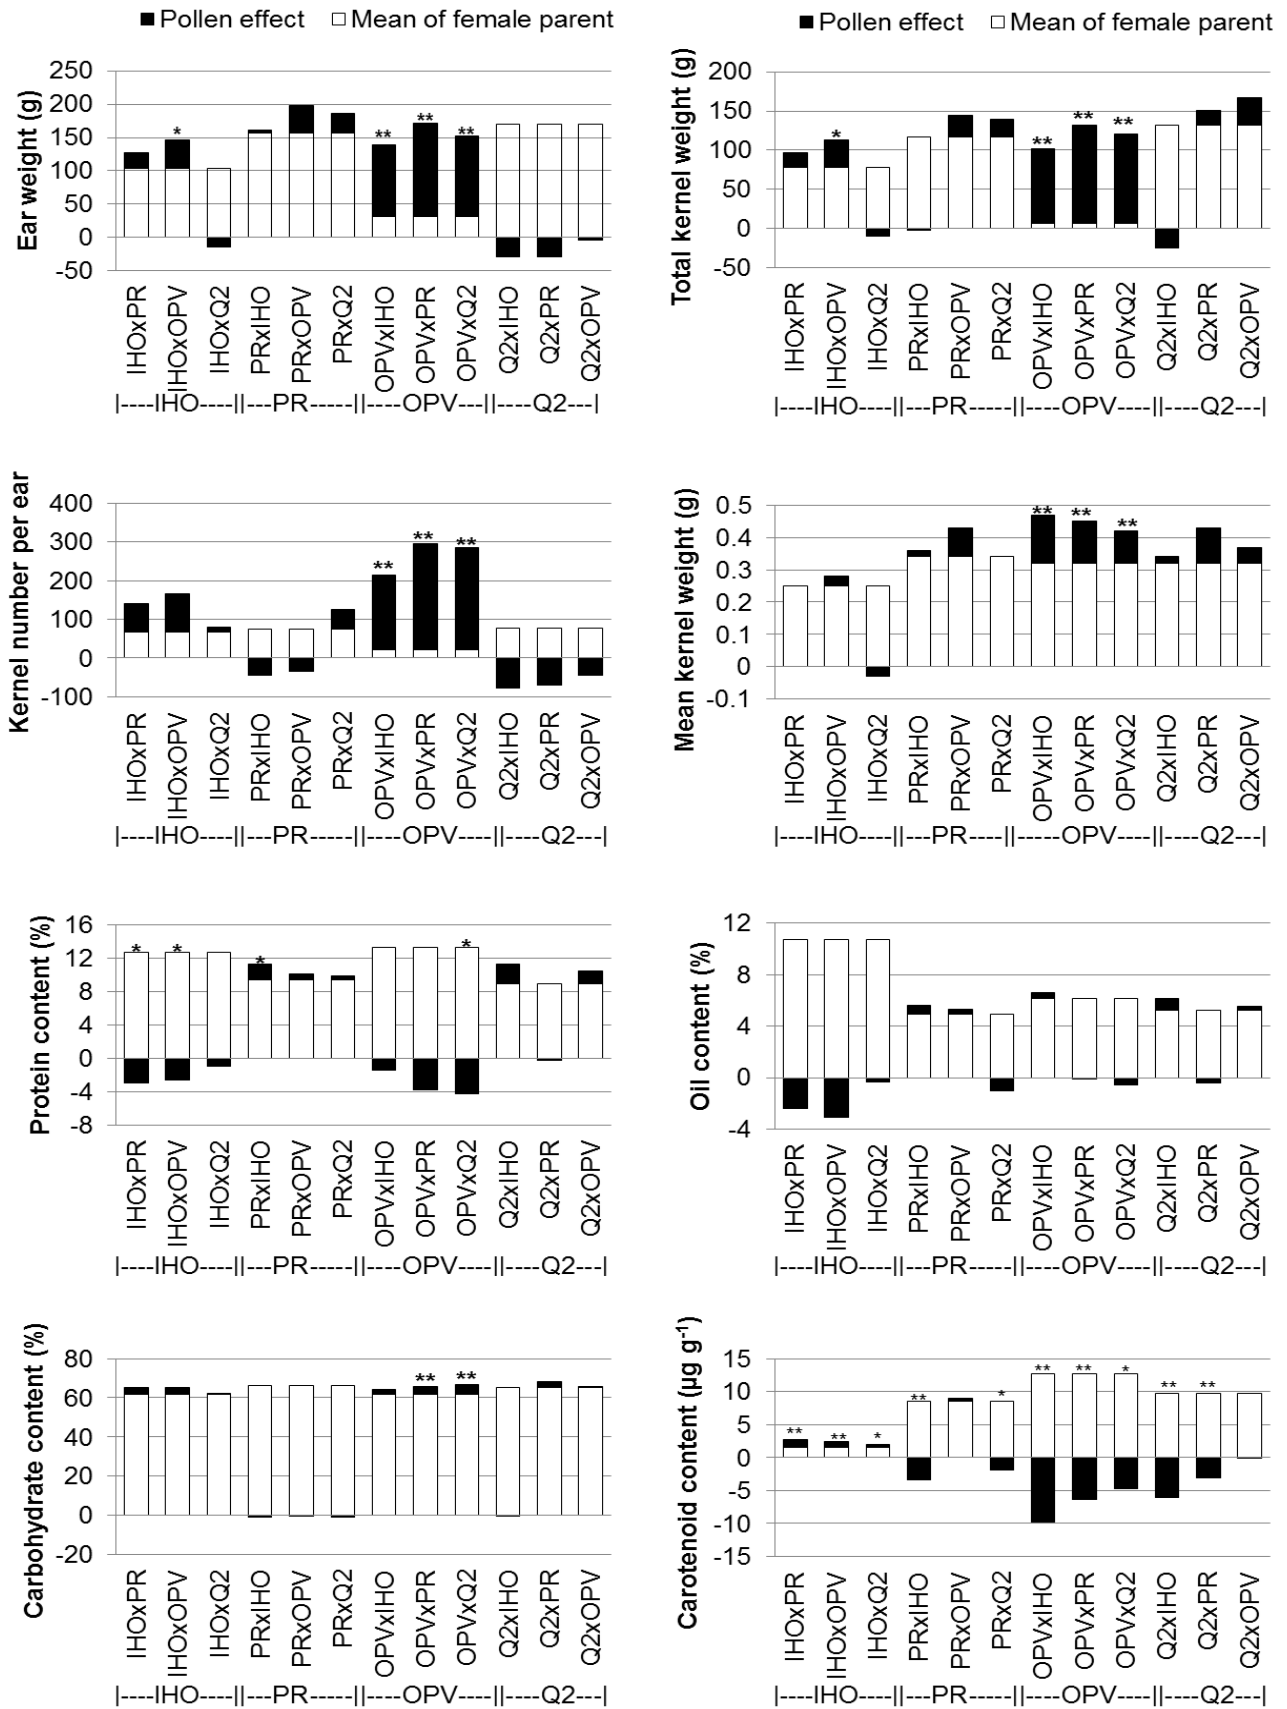 Pollen effect Mean of female parent
Ear weight (g)
250
200
150
100
50
0
-50
* ** ** **
IHOxPR IHOxOPV IHOxQ2 PRxIHO PRxOPV PRxQ2 OPVxIHO OPVxPR OPVxQ2 Q2xIHO Q2xPR Q2xOPV
|----IHO----||---PR-----||----OPV---||----Q2---|
Pollen effect Mean of female parent
Total kernel weight (g)
200
150
100
50
0
-50
* ** ** **
IHOxPR IHOxOPV IHOxQ2 PRxIHO PRxOPV PRxQ2 OPVxIHO OPVxPR OPVxQ2 Q2xIHO Q2xPR Q2xOPV
|----IHO----||---PR-----||----OPV----||----Q2---|
Kernel number per ear
400
300
200
100
0
-100
** ** **
IHOxPR IHOxOPV IHOxQ2 PRxIHO PRxOPV PRxQ2 OPVxIHO OPVxPR OPVxQ2 Q2xIHO Q2xPR Q2xOPV
|----IHO----||---PR-----||----OPV----||----Q2---|
Mean kernel weight (g)
0.5
0.4
0.3
0.2
0.1
0
-0.1
** ** **
IHOxPR IHOxOPV IHOxQ2 PRxIHO PRxOPV PRxQ2 OPVxIHO OPVxPR OPVxQ2 Q2xIHO Q2xPR Q2xOPV
|----IHO----||---PR-----||----OPV----||----Q2---|
Protein content (%)
16
12
8
4
0
-4
-8
* * * *
IHOxPR IHOxOPV IHOxQ2 PRxIHO PRxOPV PRxQ2 OPVxIHO OPVxPR OPVxQ2 Q2xIHO Q2xPR Q2xOPV
|----IHO----||---PR-----||----OPV----||----Q2---|
Oil content (%)
12
8
4
0
-4
IHOxPR IHOxOPV IHOxQ2 PRxIHO PRxOPV PRxQ2 OPVxIHO OPVxPR OPVxQ2 Q2xIHO Q2xPR Q2xOPV
|----IHO----||---PR-----||----OPV----||----Q2---|
Carbohydrate content (%)
80
60
40
20
0
-20
** **
IHOxPR IHOxOPV IHOxQ2 PRxIHO PRxOPV PRxQ2 OPVxIHO OPVxPR OPVxQ2 Q2xIHO Q2xPR Q2xOPV
|----IHO----||---PR-----||----OPV----||----Q2---|
Carotenoid content (µg g-1)
15
10
5
0
-5
-10
-15
** ** * ** * ** ** * ** **
IHOxPR IHOxOPV IHOxQ2 PRxIHO PRxOPV PRxQ2 OPVxIHO OPVxPR OPVxQ2 Q2xIHO Q2xPR Q2xOPV
|----IHO----||---PR-----||----OPV----||----Q2---|